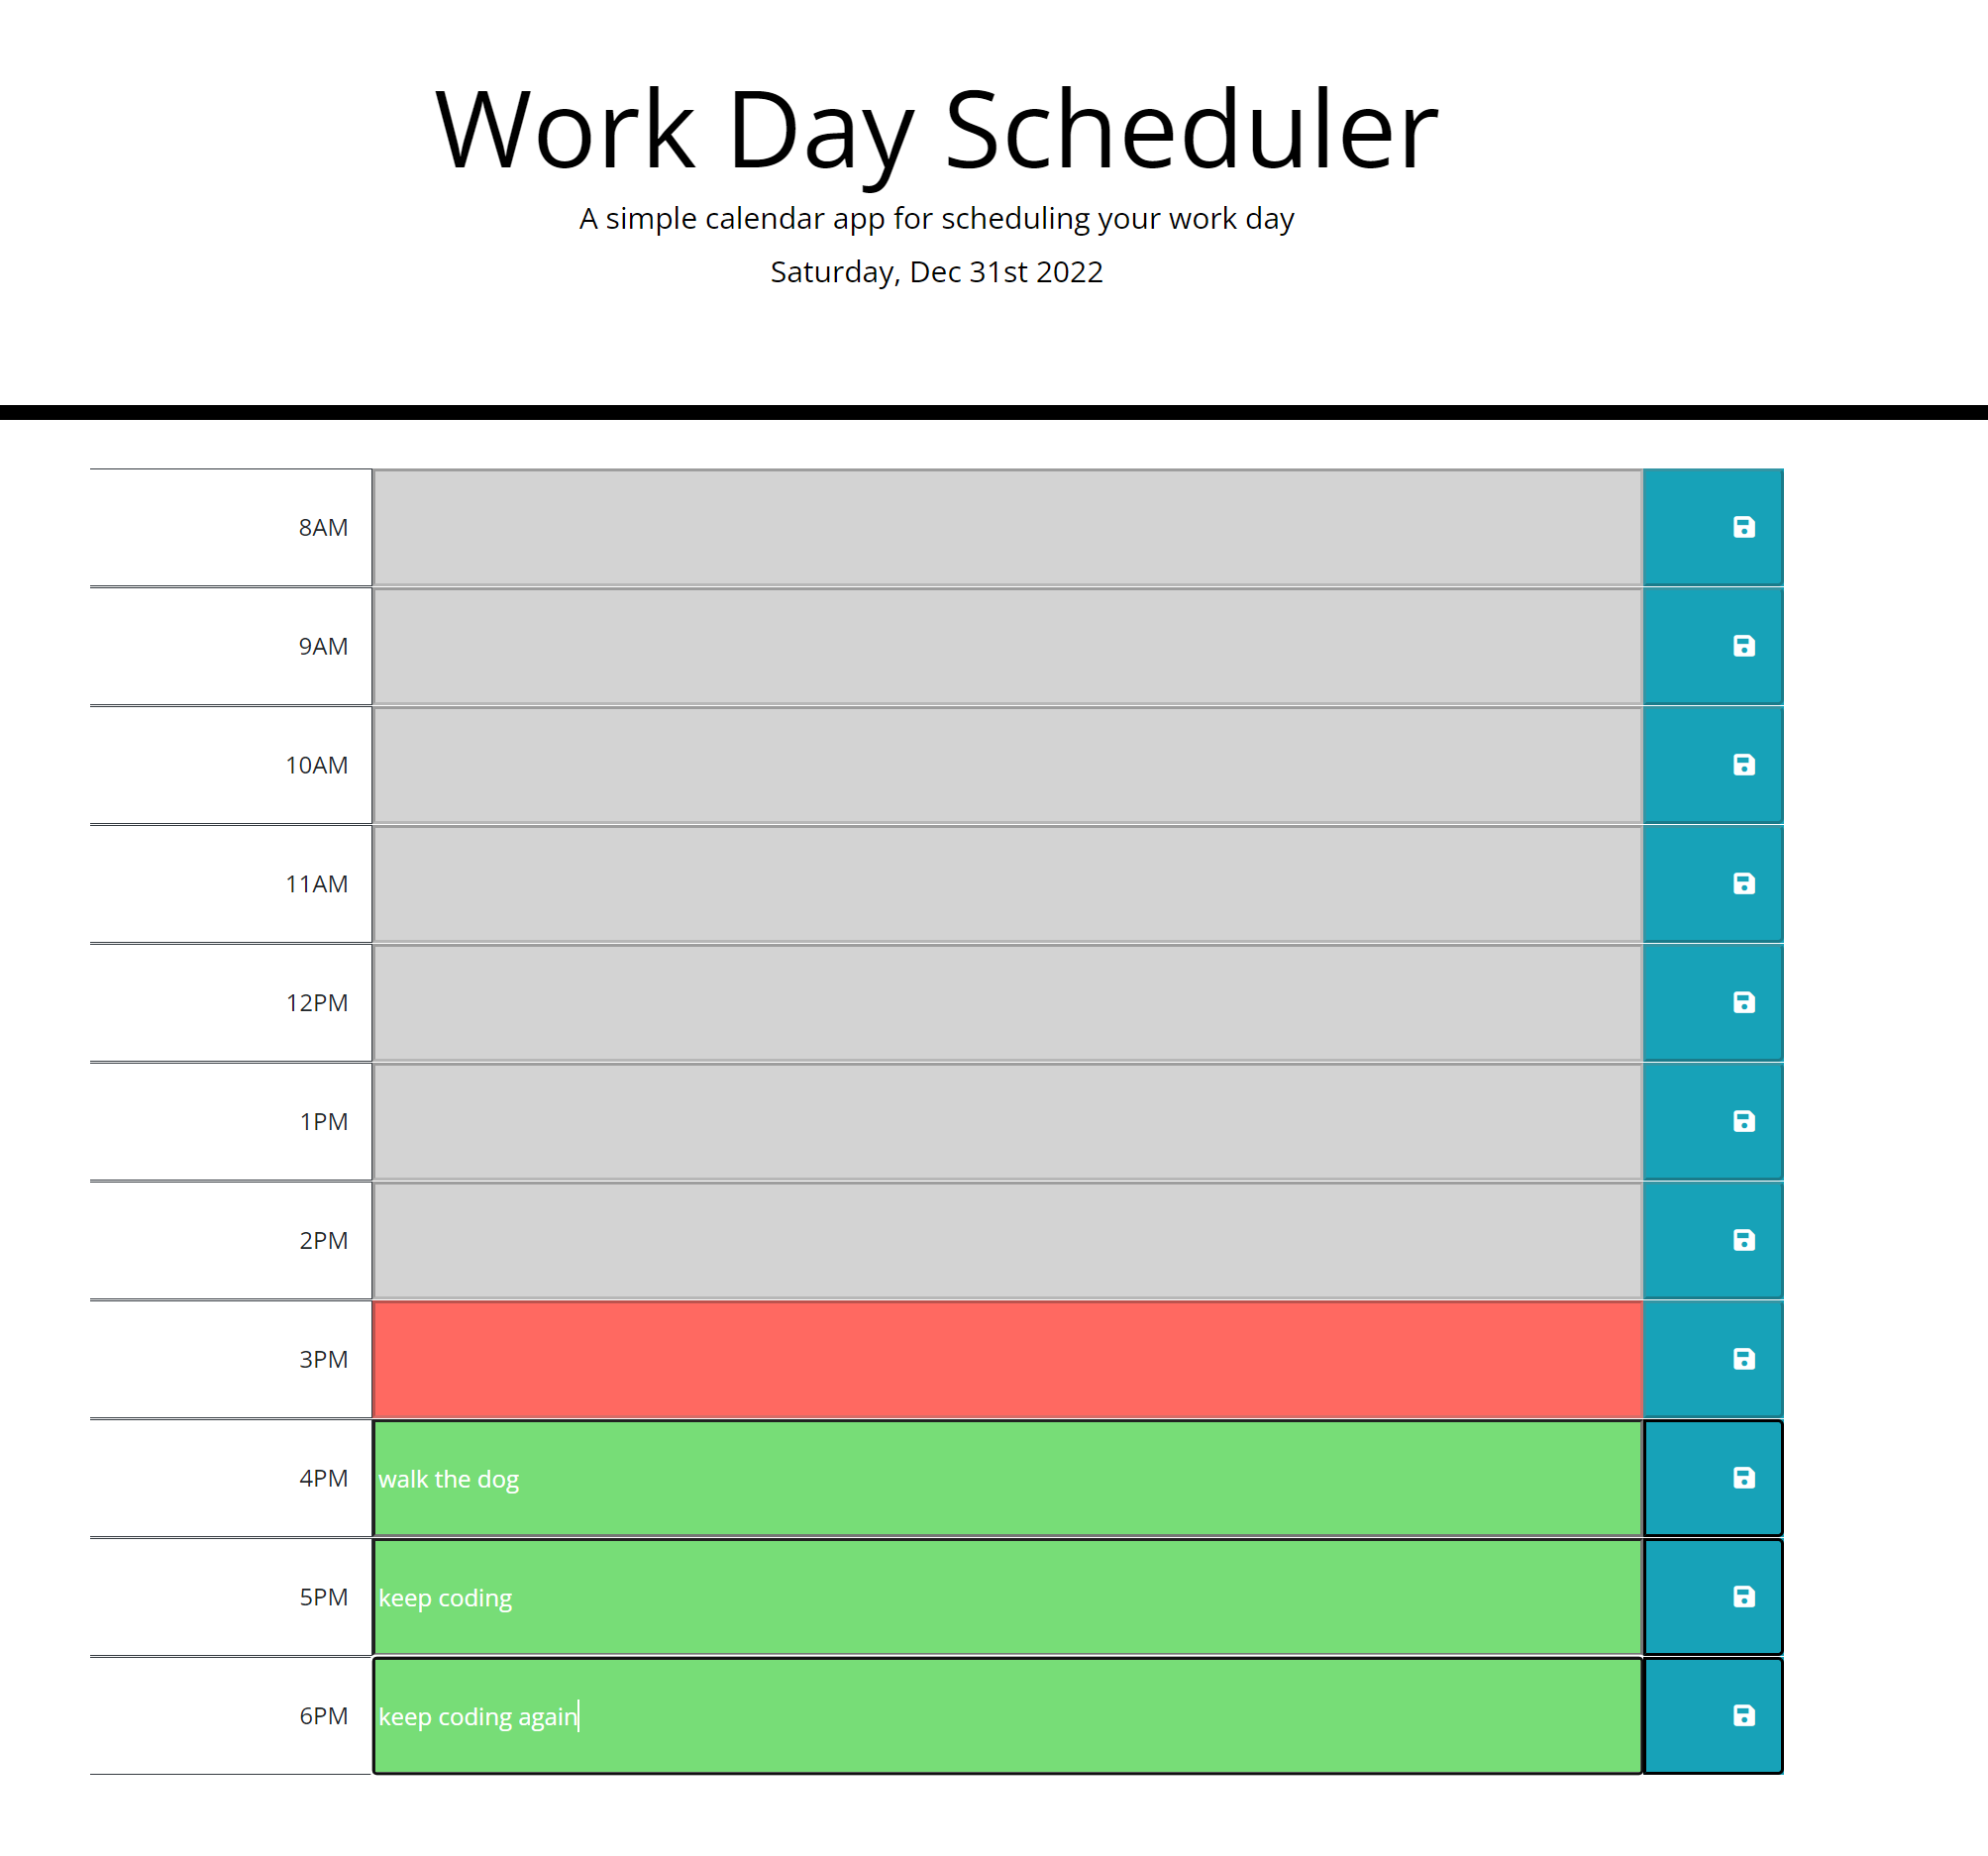 Work Day Scheduler
A simple calendar app for scheduling your work day
Saturday, Dec 31st 2022
8AM
9AM
10AM
11AM
12PM
1PM
2PM
3PM
4PM walk the dog
5PM keep coding
6PM keep coding again